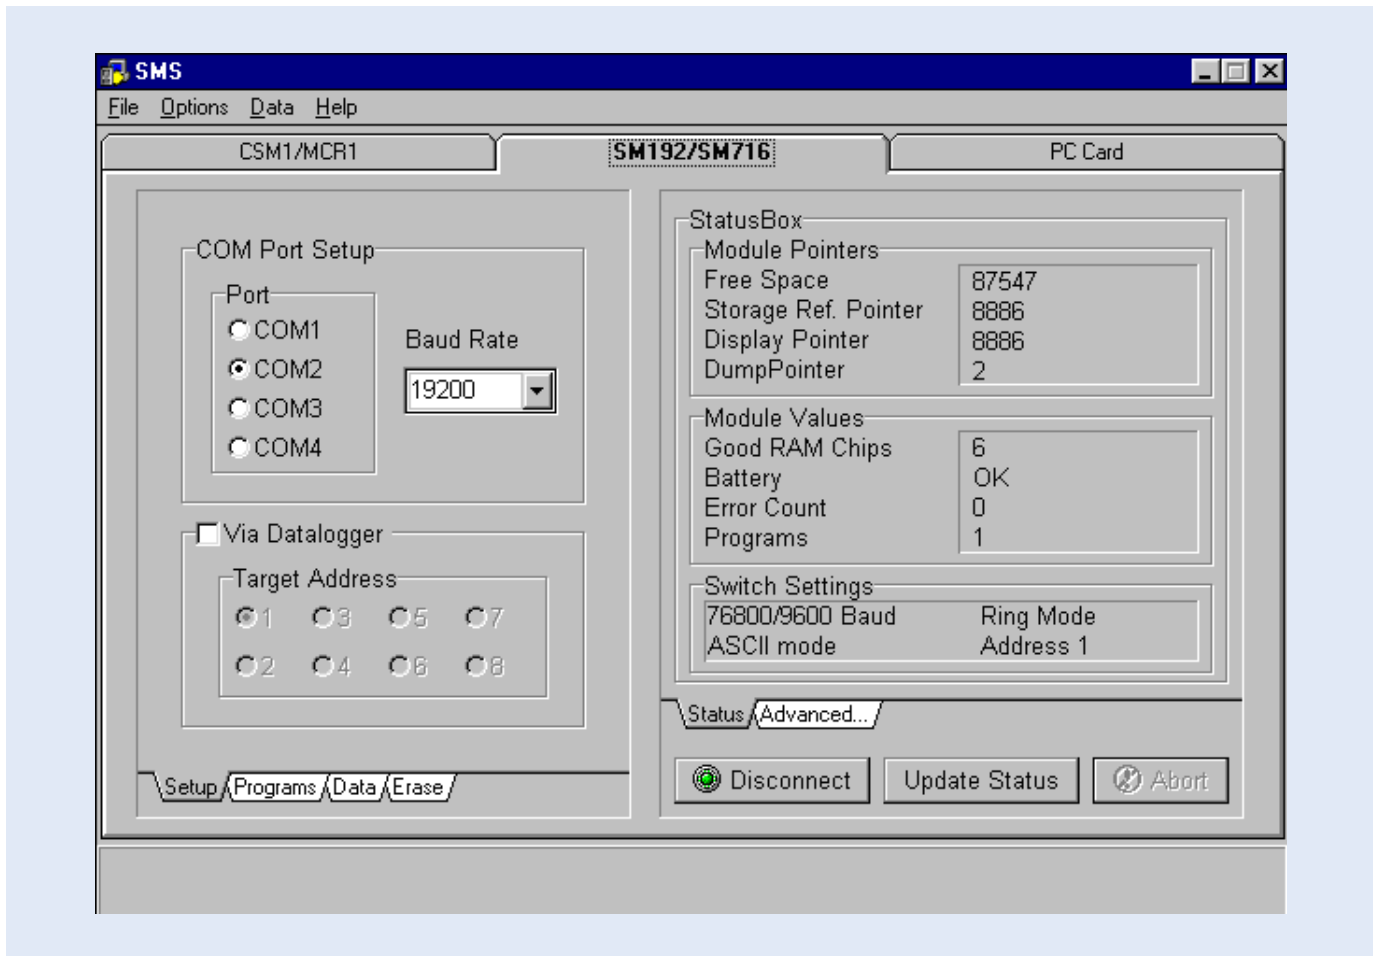 SMS
File Options Data Help
CSM1/MCR1 SM192/SM716 PC Card
COM Port Setup
Port
COM1
COM2
COM3
COM4
Baud Rate
19200
Via Datalogger
Target Address
1 3 5 7
2 4 6 8
Setup Programs Data Erase
StatusBox
Module Pointers
Free Space 87547
Storage Ref. Pointer 8886
Display Pointer 8886
DumpPointer 2
Module Values
Good RAM Chips 6
Battery OK
Error Count 0
Programs 1
Switch Settings
76800/9600 Baud Ring Mode
ASCII mode Address 1
Status Advanced...
Disconnect Update Status Abort